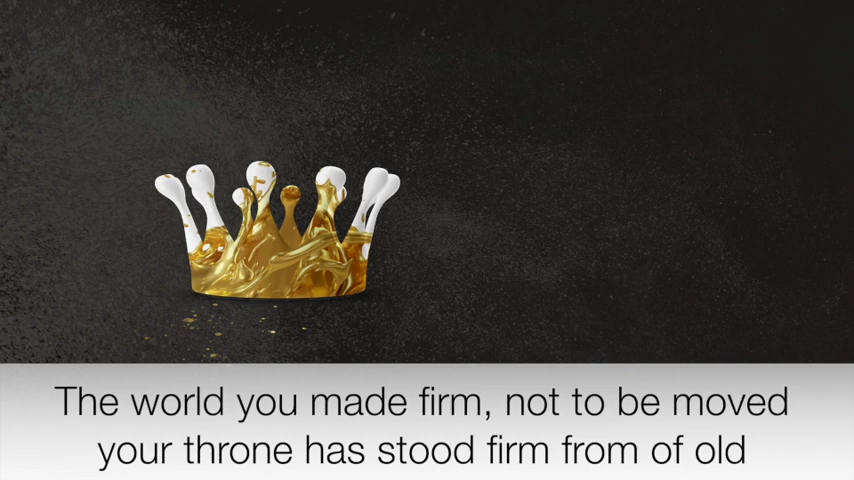 The world you made firm, not to be moved
your throne has stood firm from of old